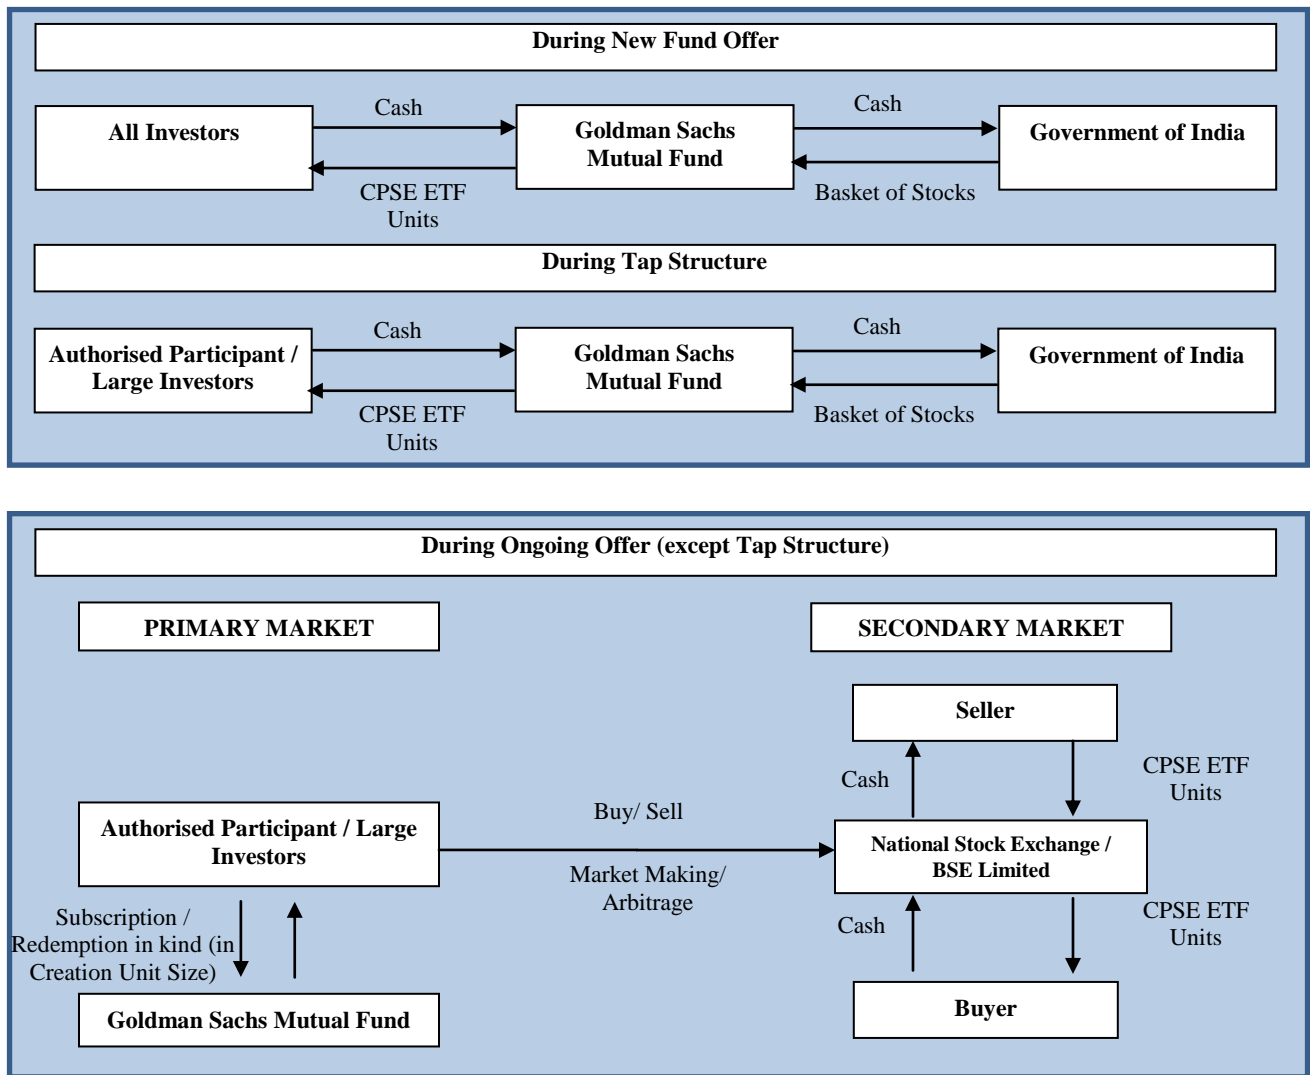 During New Fund Offer
Cash
Cash
All Investors
Goldman Sachs
Mutual Fund
Government of India
CPSE ETF
Units
Basket of Stocks
During Tap Structure
Cash
Cash
Authorised Participant /
Large Investors
Goldman Sachs
Mutual Fund
Government of India
CPSE ETF
Units
Basket of Stocks
During Ongoing Offer (except Tap Structure)
PRIMARY MARKET
SECONDARY MARKET
Seller
Cash
CPSE ETF
Units
Authorised Participant / Large
Investors
Buy/ Sell
Market Making/
Arbitrage
National Stock Exchange /
BSE Limited
Subscription /
Redemption in kind (in
Creation Unit Size)
Cash
CPSE ETF
Units
Goldman Sachs Mutual Fund
Buyer